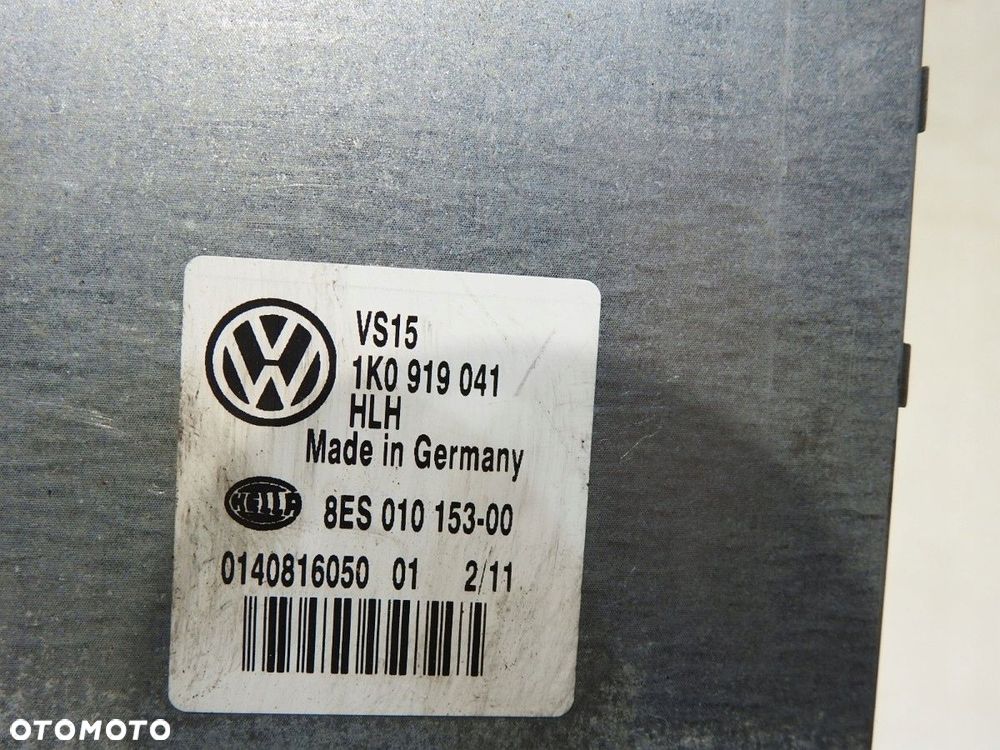 VS15
1K0 919 041
HLH
Made in Germany
HELLA
8ES 010 153-00
0140816050 01 2/11
OTOMOTO